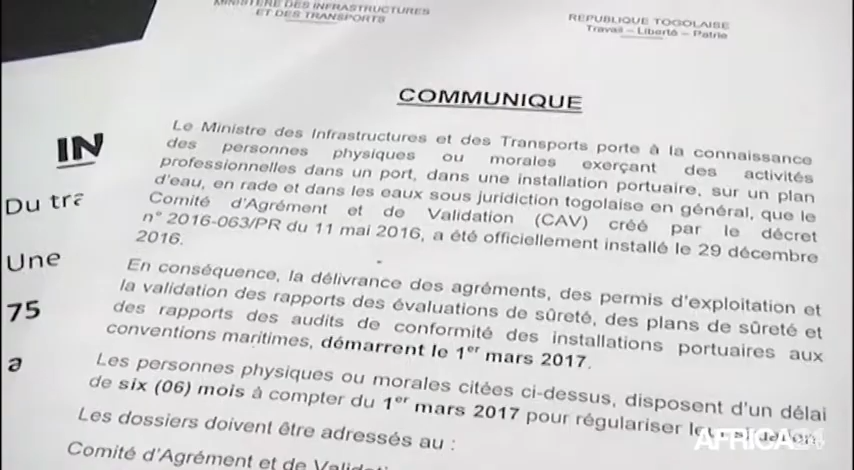 MINISTERE DES INFRASTRUCTURES
ET DES TRANSPORTS
REPUBLIQUE TOGOLAISE
Travail – Liberté – Patrie
COMMUNIQUE
Le Ministre des Infrastructures et des Transports porte à la connaissance
des personnes physiques ou morales exerçant des activités
professionnelles dans un port, dans une installation portuaire, sur un plan
d'eau, en rade et dans les eaux sous juridiction togolaise en général, que le
Comité d'Agrément et de Validation (CAV) créé par le décret
n° 2016-063/PR du 11 mai 2016, a été officiellement installé le 29 décembre
2016.
En conséquence, la délivrance des agréments, des permis d'exploitation et
la validation des rapports des évaluations de sûreté, des plans de sûreté et
des rapports des audits de conformité des installations portuaires aux
conventions maritimes, démarrent le 1er mars 2017.
Les personnes physiques ou morales citées ci-dessus, disposent d'un délai
de six (06) mois à compter du 1er mars 2017 pour régulariser
Les dossiers doivent être adressés au :
Comité d'Agrément et de
IN
Du
Une
75
a
AFRICA24